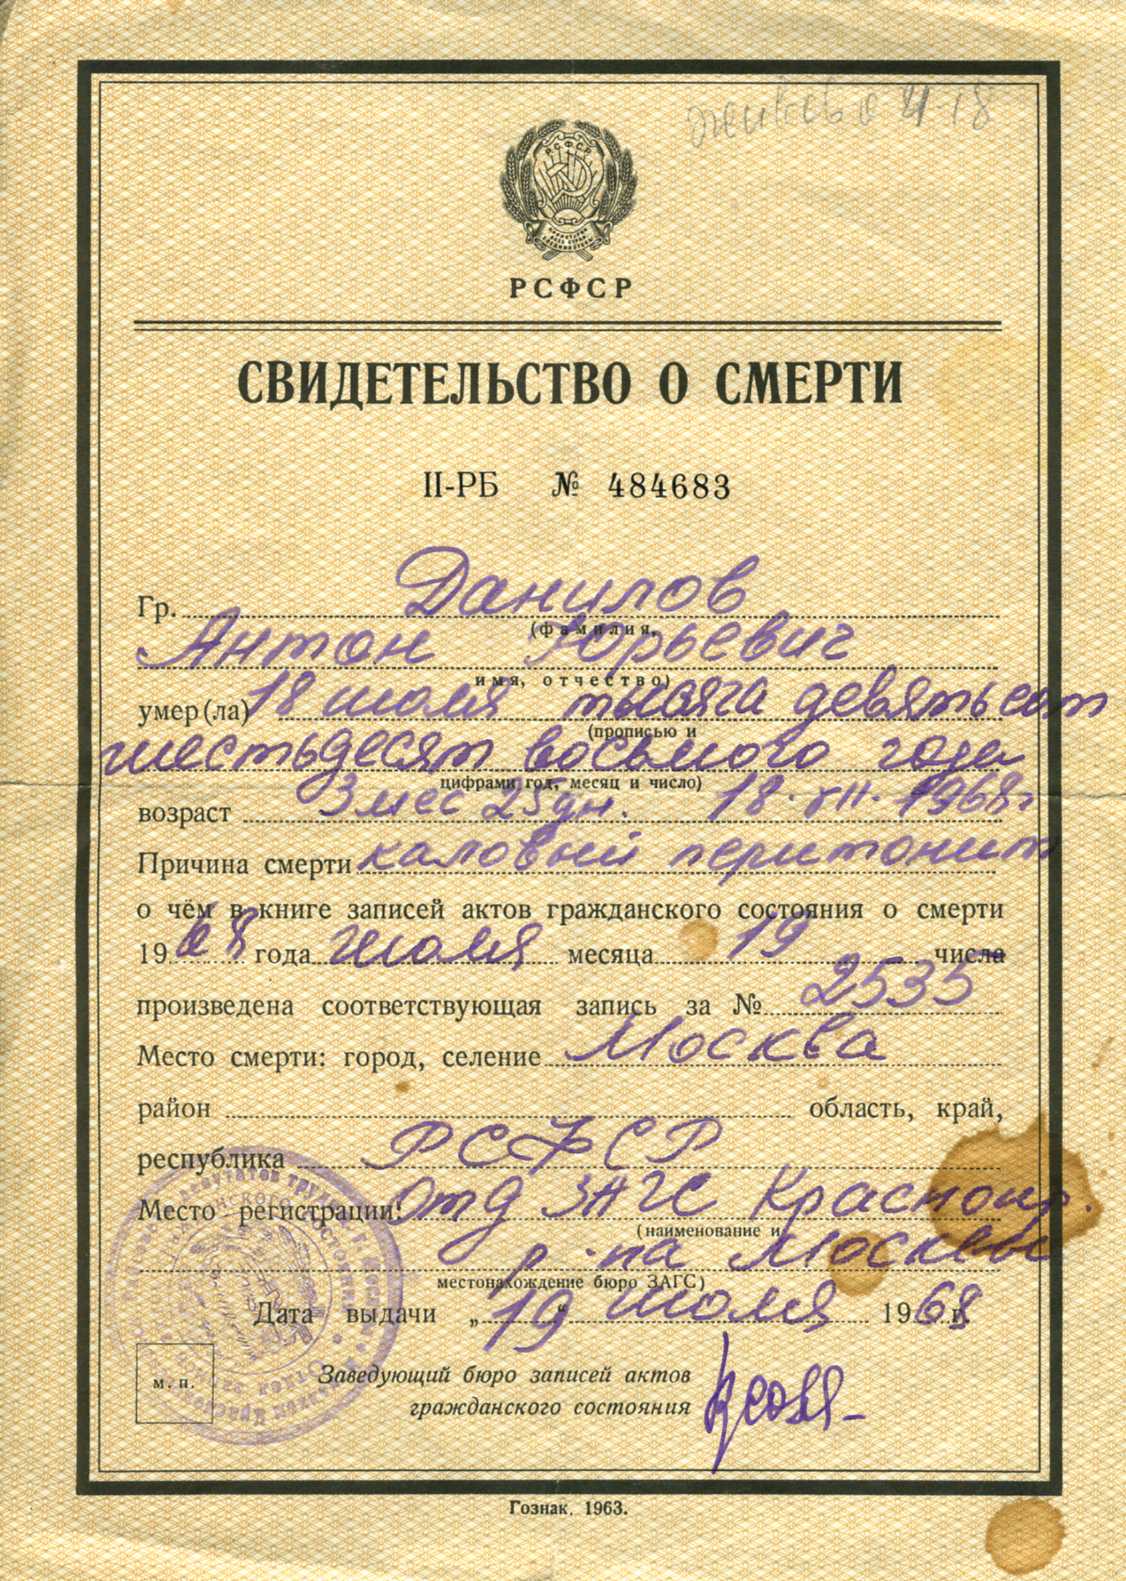 РСФСР
РСФСР
СВИДЕТЕЛЬСТВО О СМЕРТИ
II-РБ № 484683
Гр. Данилов
(фамилия,
Антон Юрьевич
имя, отчество)
умер(ла) 18 июля тысяча девятьсот
(прописью и
шестьдесят восьмого года
цифрами год, месяц и число)
возраст 3 мес 25 дн. 18. VII. 1968г
Причина смерти каловый перитонит
о чём в книге записей актов гражданского состояния о смерти
19 68 года июля месяца 19 числа
произведена соответствующая запись за № 2535
Место смерти: город, селение Москва
район область, край,
республика РСФСР
Место регистрации: Отд ЗАГС Краснопр.
(наименование и
р-на Москвы
местонахождение бюро ЗАГС)
Дата выдачи „19“ июля 1968 г.
м. п.
Заведующий бюро записей актов
гражданского состояния
Гознак. 1963.